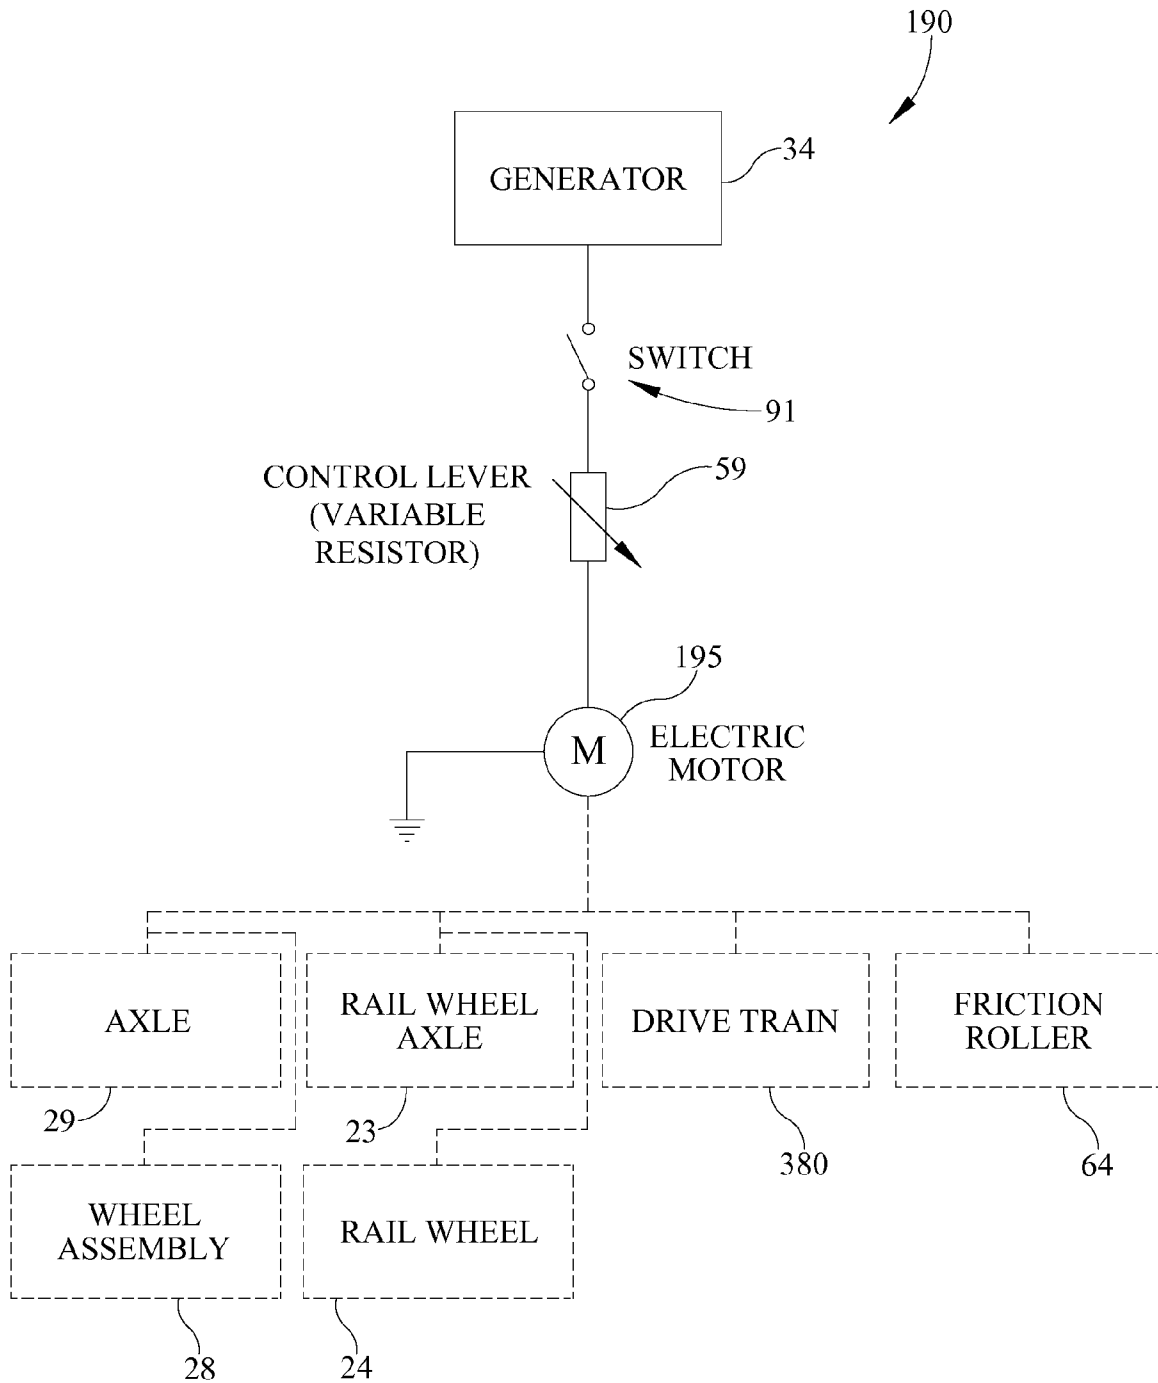 190
GENERATOR
34
SWITCH
91
CONTROL LEVER
(VARIABLE
RESISTOR)
59
195
M
ELECTRIC
MOTOR
AXLE
RAIL WHEEL
AXLE
DRIVE TRAIN
FRICTION
ROLLER
29
23
380
64
WHEEL
ASSEMBLY
RAIL WHEEL
28
24